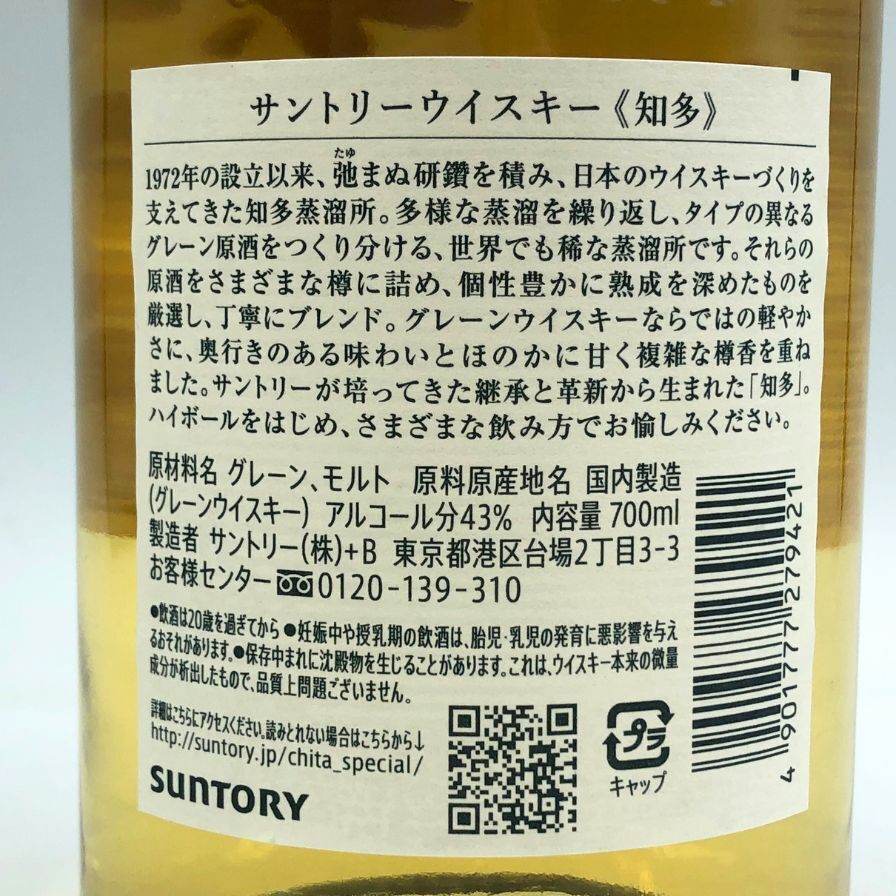 サントリーウイスキー《知多》
たゆ
1972年の設立以来、弛まぬ研鑽を積み、日本のウイスキーづくりを
支えてきた知多蒸溜所。多様な蒸溜を繰り返し、タイプの異なる
グレーン原酒をつくり分ける、世界でも稀な蒸溜所です。それらの
原酒をさまざまな樽に詰め、個性豊かに熟成を深めたものを
厳選し、丁寧にブレンド。グレーンウイスキーならではの軽やか
さに、奥行きのある味わいとほのかに甘く複雑な樽香を重ね
ました。サントリーが培ってきた継承と革新から生まれた「知多」。
ハイボールをはじめ、さまざまな飲み方でお愉しみください。
原材料名 グレーン、モルト 原料原産地名 国内製造
(グレーンウイスキー) アルコール分43% 内容量 700ml
製造者 サントリー(株)+B 東京都港区台場2丁目3-3
お客様センター 0120-139-310
●飲酒は20歳を過ぎてから ●妊娠中や授乳期の飲酒は、胎児・乳児の発育に悪影響を与え
るおそれがあります。●保存中まれに沈殿物を生じることがあります。これは、ウイスキー本来の微量
成分が析出したもので、品質上問題ございません。
詳細はこちらにアクセスください。読みとれない場合はこちらから↓
http://suntory.jp/chita_special/
SUNTORY
プラ
キャップ
4 901777 279421